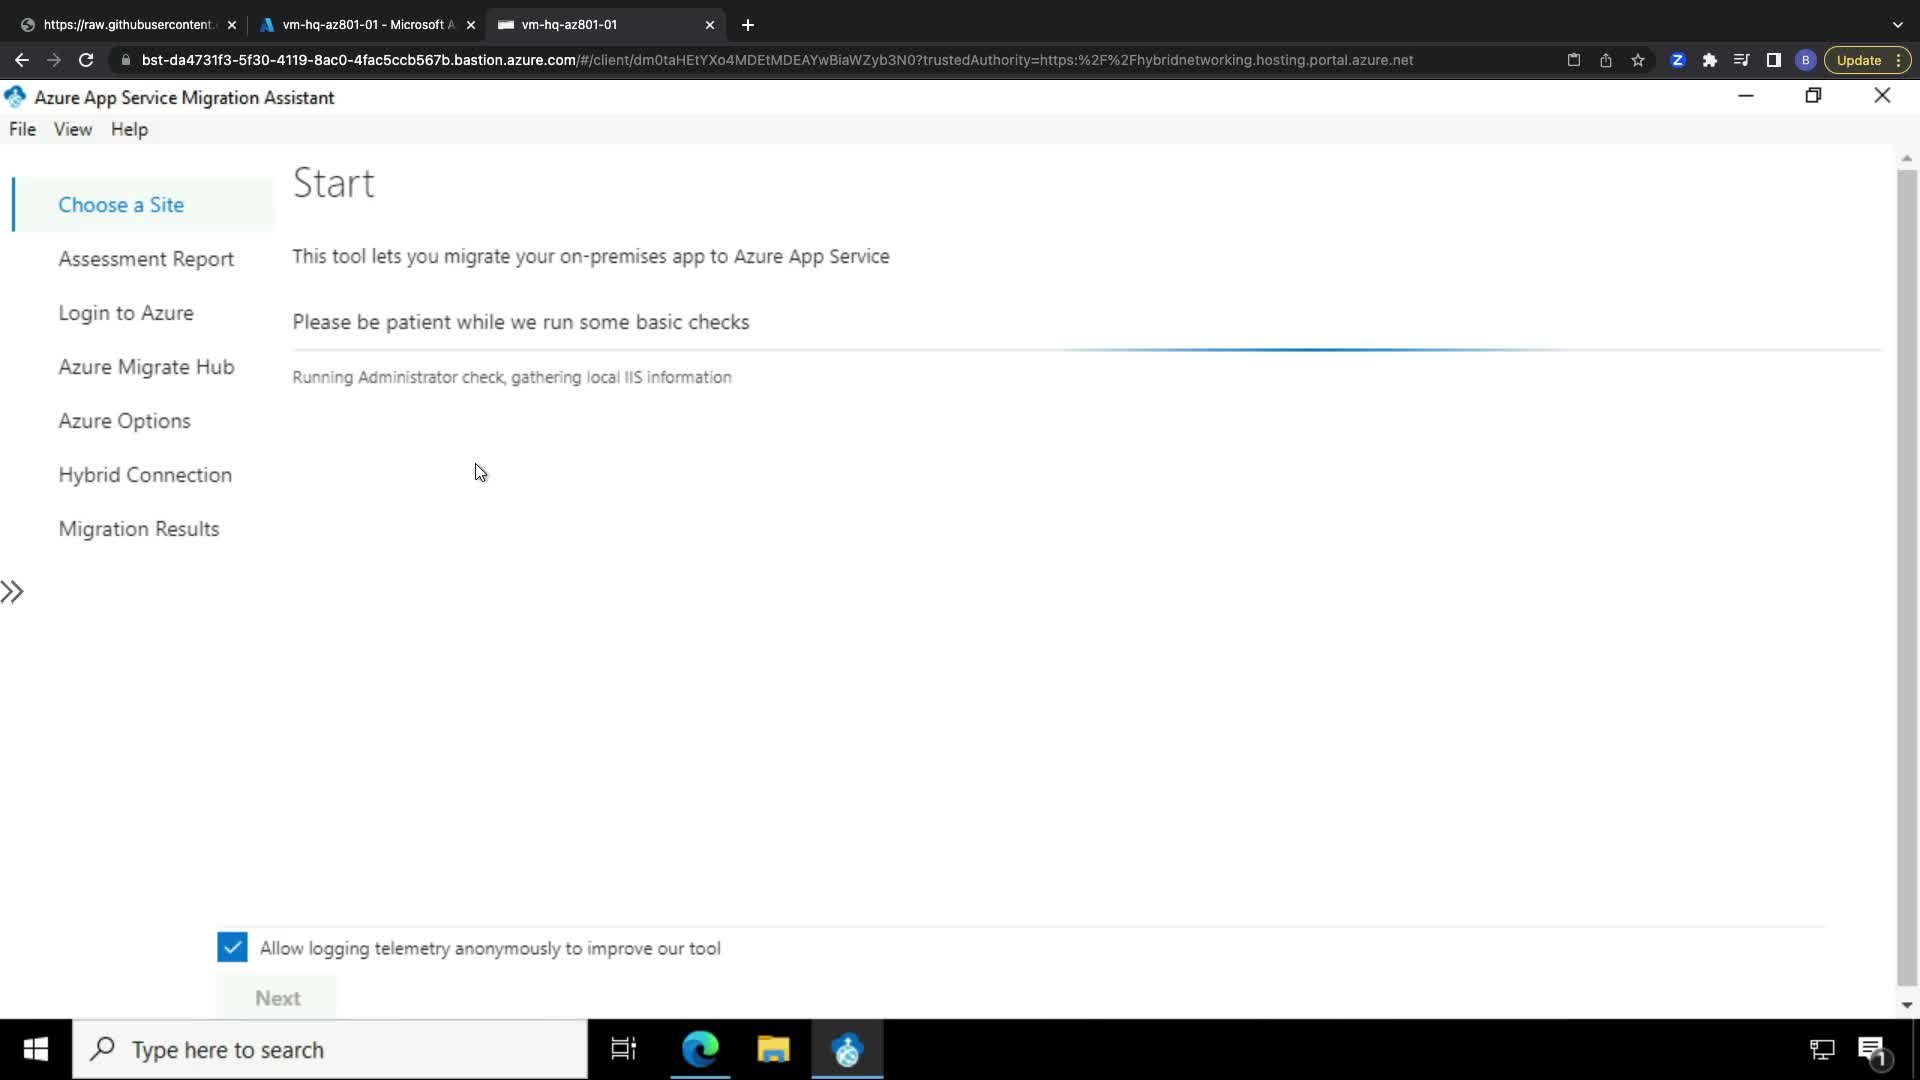 https://raw.githubusercontent.
vm-hq-az801-01 - Microsoft A
vm-hq-az801-01
bst-da4731f3-5f30-4119-8ac0-4fac5ccb567b.bastion.azure.com/#/client/dm0taHEtYXo4MDEtMDEAYwBiaWZyb3N0?trustedAuthority=https:%2F%2Fhybridnetworking.hosting.portal.azure.net
Z
B
Update
Azure App Service Migration Assistant
File View Help
Start
Choose a Site
Assessment Report
Login to Azure
Azure Migrate Hub
Azure Options
Hybrid Connection
Migration Results
This tool lets you migrate your on-premises app to Azure App Service
Please be patient while we run some basic checks
Running Administrator check, gathering local IIS information
Allow logging telemetry anonymously to improve our tool
Next
Type here to search
1